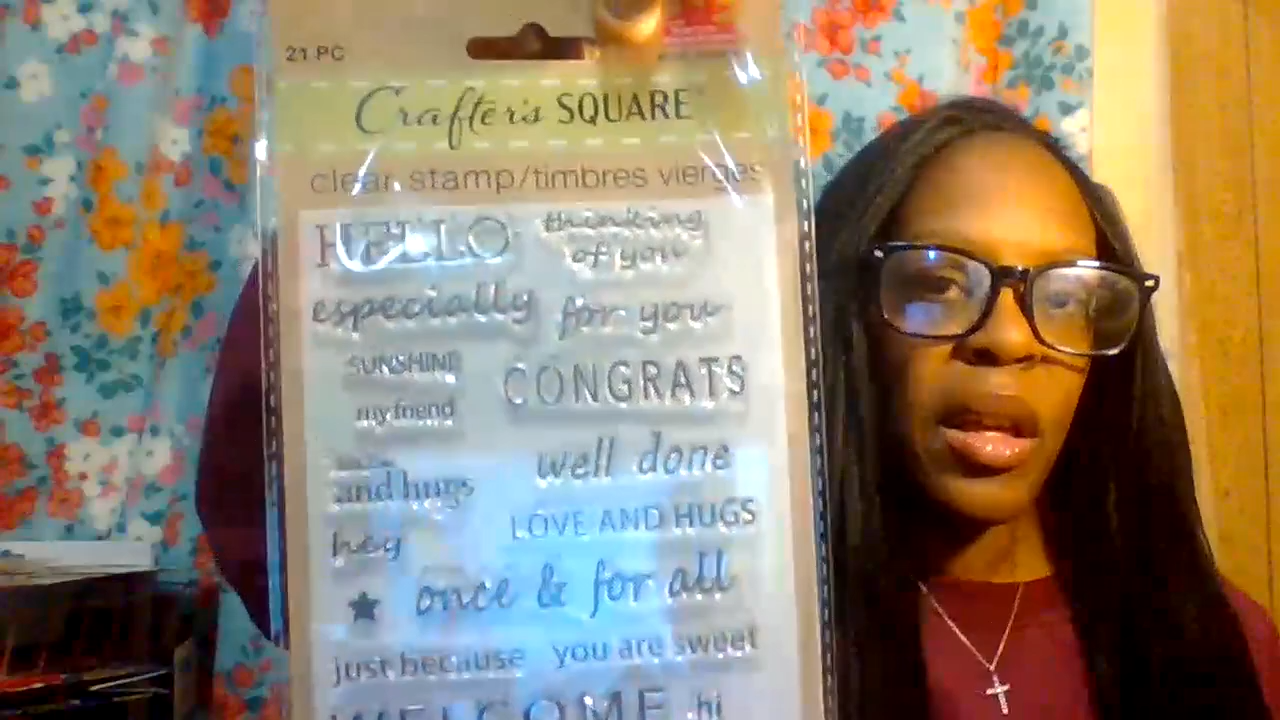 21 PC
Crafter's SQUARE
clear stamp/timbres vierges
HELLO
thinking
of you
especially
for you
SUNSHINE
CONGRATS
my friend
well done
and hugs
LOVE AND HUGS
hey
once & for all
just because
you are sweet
WELCOME
hi